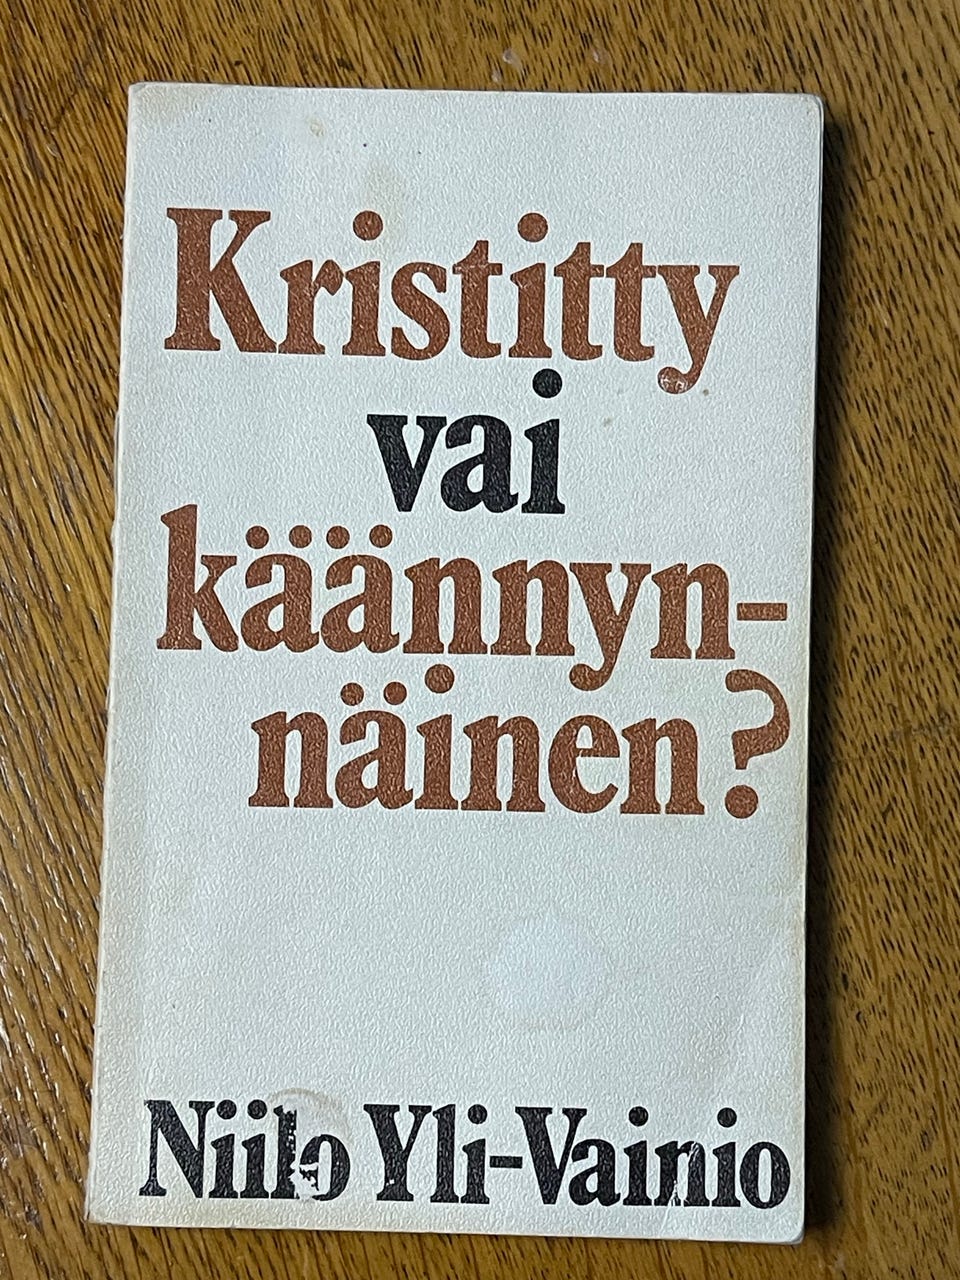 Kristitty
vai
käännyn-
näinen?
Niilo Yli-Vainio